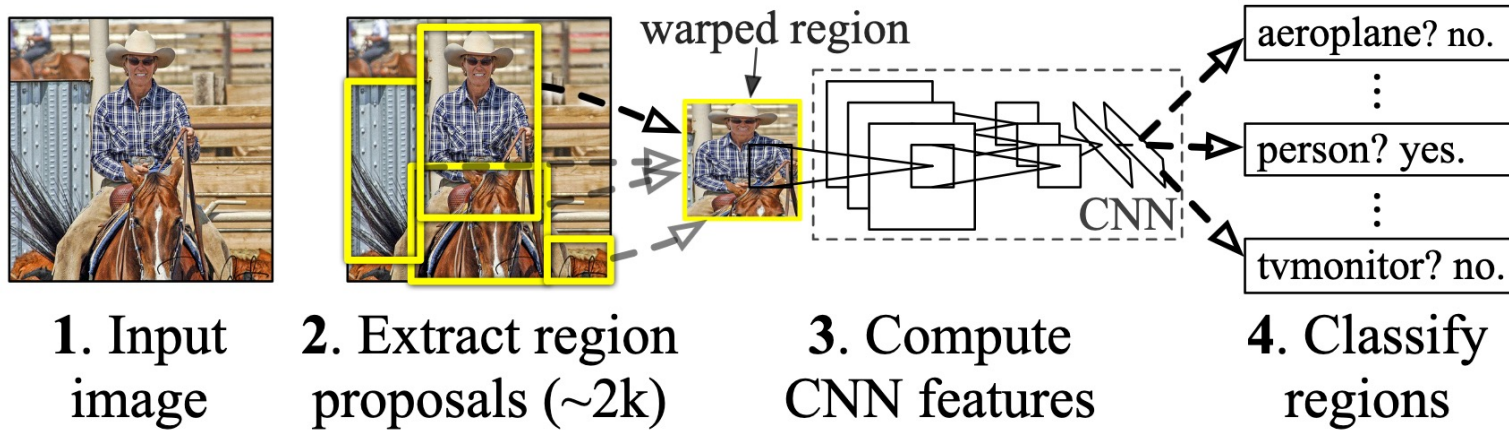 warped region
aeroplane? no.
person? yes.
CNN
tvmonitor? no.
1. Input
image
2. Extract region
proposals (~2k)
3. Compute
CNN features
4. Classify
regions